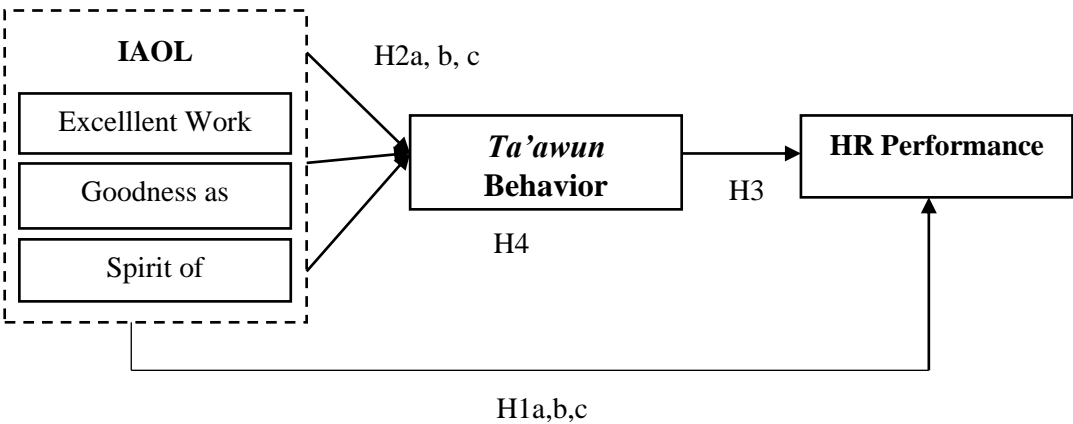 IAOL
H2a, b, c
Excelllent Work
Goodness as
Spirit of
Ta’awun
Behavior
HR Performance
H3
H4
H1a,b,c